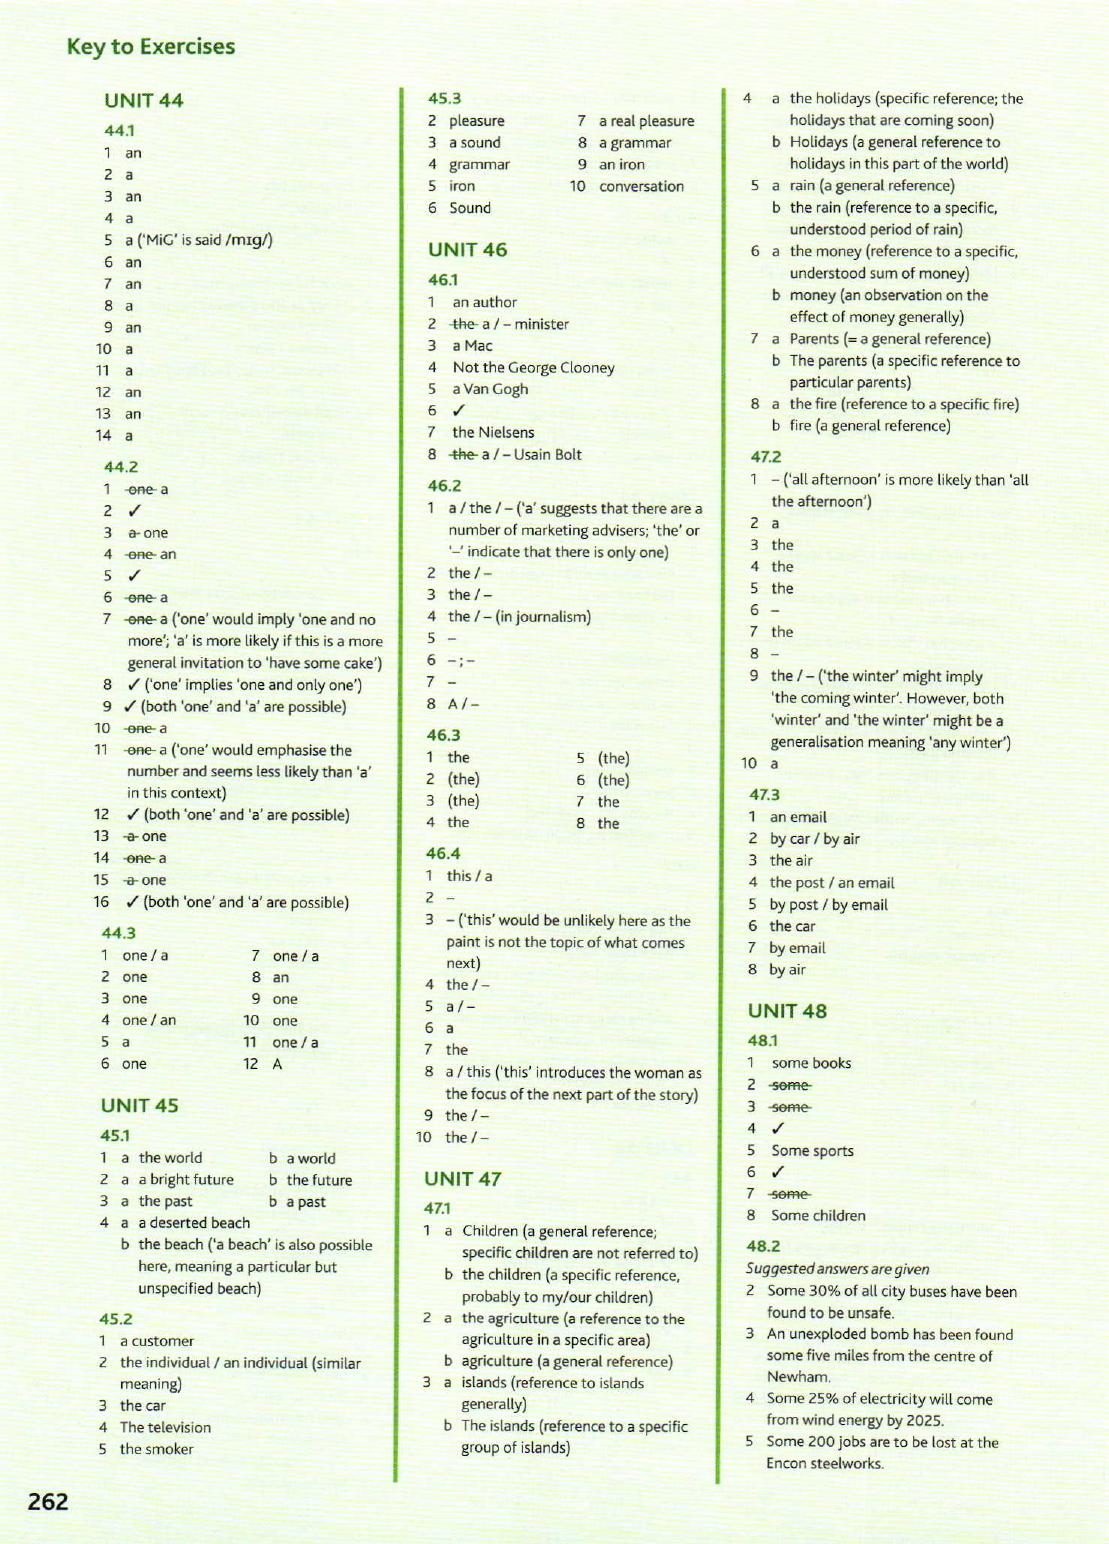 Key to Exercises
UNIT 44
44.1
1 an
2 a
3 an
4 a
5 a ('MiG' is said /mɪg/)
6 an
7 an
8 a
9 an
10 a
11 a
12 an
13 an
14 a
44.2
1 one a
2 ✓
3 a one
4 one an
5 ✓
6 one a
7 one a ('one' would imply 'one and no
more'; 'a' is more likely if this is a more
general invitation to 'have some cake')
8 ✓ ('one' implies 'one and only one')
9 ✓ (both 'one' and 'a' are possible)
10 one a
11 one a ('one' would emphasise the
number and seems less likely than 'a'
in this context)
12 ✓ (both 'one' and 'a' are possible)
13 a one
14 one a
15 a one
16 ✓ (both 'one' and 'a' are possible)
44.3
1 one / a 7 one / a
2 one 8 an
3 one 9 one
4 one / an 10 one
5 a 11 one / a
6 one 12 A
UNIT 45
45.1
1 a the world b a world
2 a a bright future b the future
3 a the past b a past
4 a a deserted beach
b the beach ('a beach' is also possible
here, meaning a particular but
unspecified beach)
45.2
1 a customer
2 the individual / an individual (similar
meaning)
3 the car
4 The television
5 the smoker
45.3
2 pleasure 7 a real pleasure
3 a sound 8 a grammar
4 grammar 9 an iron
5 iron 10 conversation
6 Sound
UNIT 46
46.1
1 an author
2 the a / – minister
3 a Mac
4 Not the George Clooney
5 a Van Gogh
6 ✓
7 the Nielsens
8 the a / – Usain Bolt
46.2
1 a / the / – ('a' suggests that there are a
number of marketing advisers; 'the' or
'–' indicate that there is only one)
2 the / –
3 the / –
4 the / – (in journalism)
5 –
6 – ; –
7 –
8 A / –
46.3
1 the 5 (the)
2 (the) 6 (the)
3 (the) 7 the
4 the 8 the
46.4
1 this / a
2 –
3 – ('this' would be unlikely here as the
paint is not the topic of what comes
next)
4 the / –
5 a / –
6 a
7 the
8 a / this ('this' introduces the woman as
the focus of the next part of the story)
9 the / –
10 the / –
UNIT 47
47.1
1 a Children (a general reference;
specific children are not referred to)
b the children (a specific reference,
probably to my/our children)
2 a the agriculture (a reference to the
agriculture in a specific area)
b agriculture (a general reference)
3 a islands (reference to islands
generally)
b The islands (reference to a specific
group of islands)
4 a the holidays (specific reference; the
holidays that are coming soon)
b Holidays (a general reference to
holidays in this part of the world)
5 a rain (a general reference)
b the rain (reference to a specific,
understood period of rain)
6 a the money (reference to a specific,
understood sum of money)
b money (an observation on the
effect of money generally)
7 a Parents (= a general reference)
b The parents (a specific reference to
particular parents)
8 a the fire (reference to a specific fire)
b fire (a general reference)
47.2
1 – ('all afternoon' is more likely than 'all
the afternoon')
2 a
3 the
4 the
5 the
6 –
7 the
8 –
9 the / – ('the winter' might imply
'the coming winter'. However, both
'winter' and 'the winter' might be a
generalisation meaning 'any winter')
10 a
47.3
1 an email
2 by car / by air
3 the air
4 the post / an email
5 by post / by email
6 the car
7 by email
8 by air
UNIT 48
48.1
1 some books
2 some
3 some
4 ✓
5 Some sports
6 ✓
7 some
8 Some children
48.2
Suggested answers are given
2 Some 30% of all city buses have been
found to be unsafe.
3 An unexploded bomb has been found
some five miles from the centre of
Newham.
4 Some 25% of electricity will come
from wind energy by 2025.
5 Some 200 jobs are to be lost at the
Encon steelworks.
262